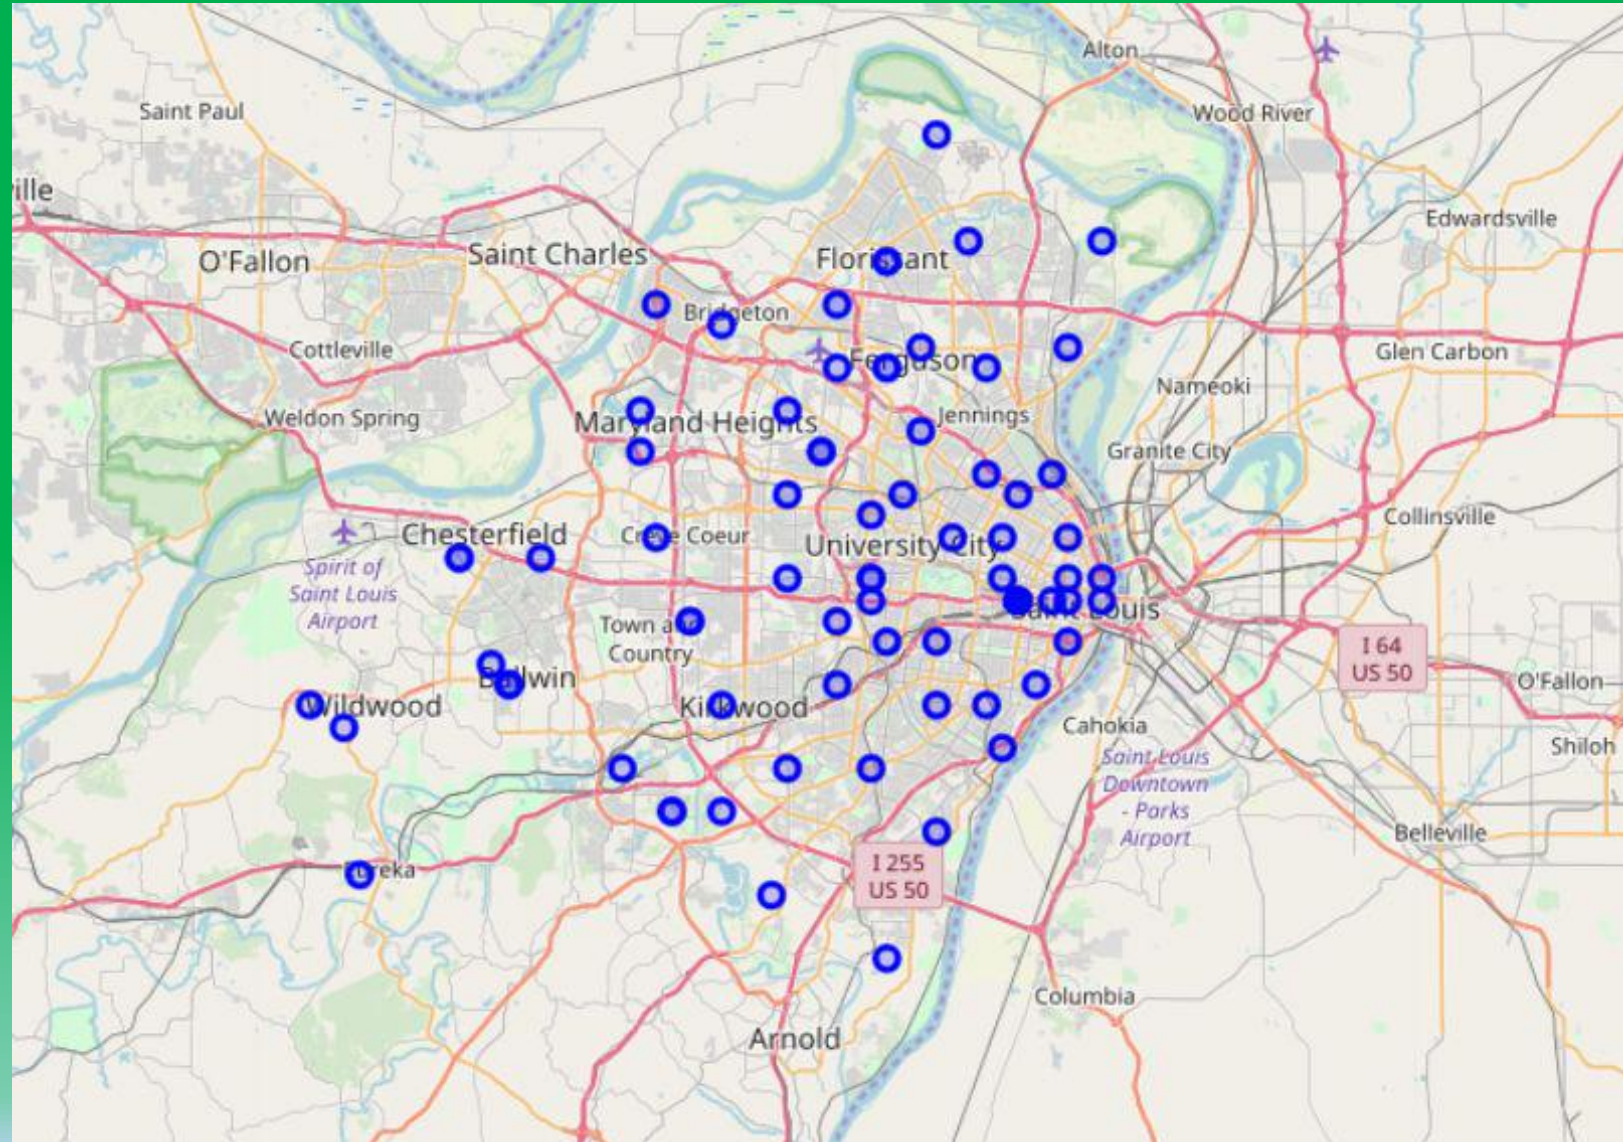 Alton
Saint Paul
Wood River
ille
Edwardsville
O'Fallon
Saint Charles
Florissant
Bridgeton
Cottleville
Ferguson
Glen Carbon
Nameoki
Weldon Spring
Maryland Heights
Jennings
Granite City
Collinsville
Chesterfield
Creve Coeur
University City
Spirit of
Saint Louis
Airport
Saint Louis
Town and
Country
I 64
US 50
Ballwin
O'Fallon
Wildwood
Kirkwood
Cahokia
Shiloh
Saint Louis
Downtown
- Parks
Airport
Belleville
Eureka
I 255
US 50
Columbia
Arnold